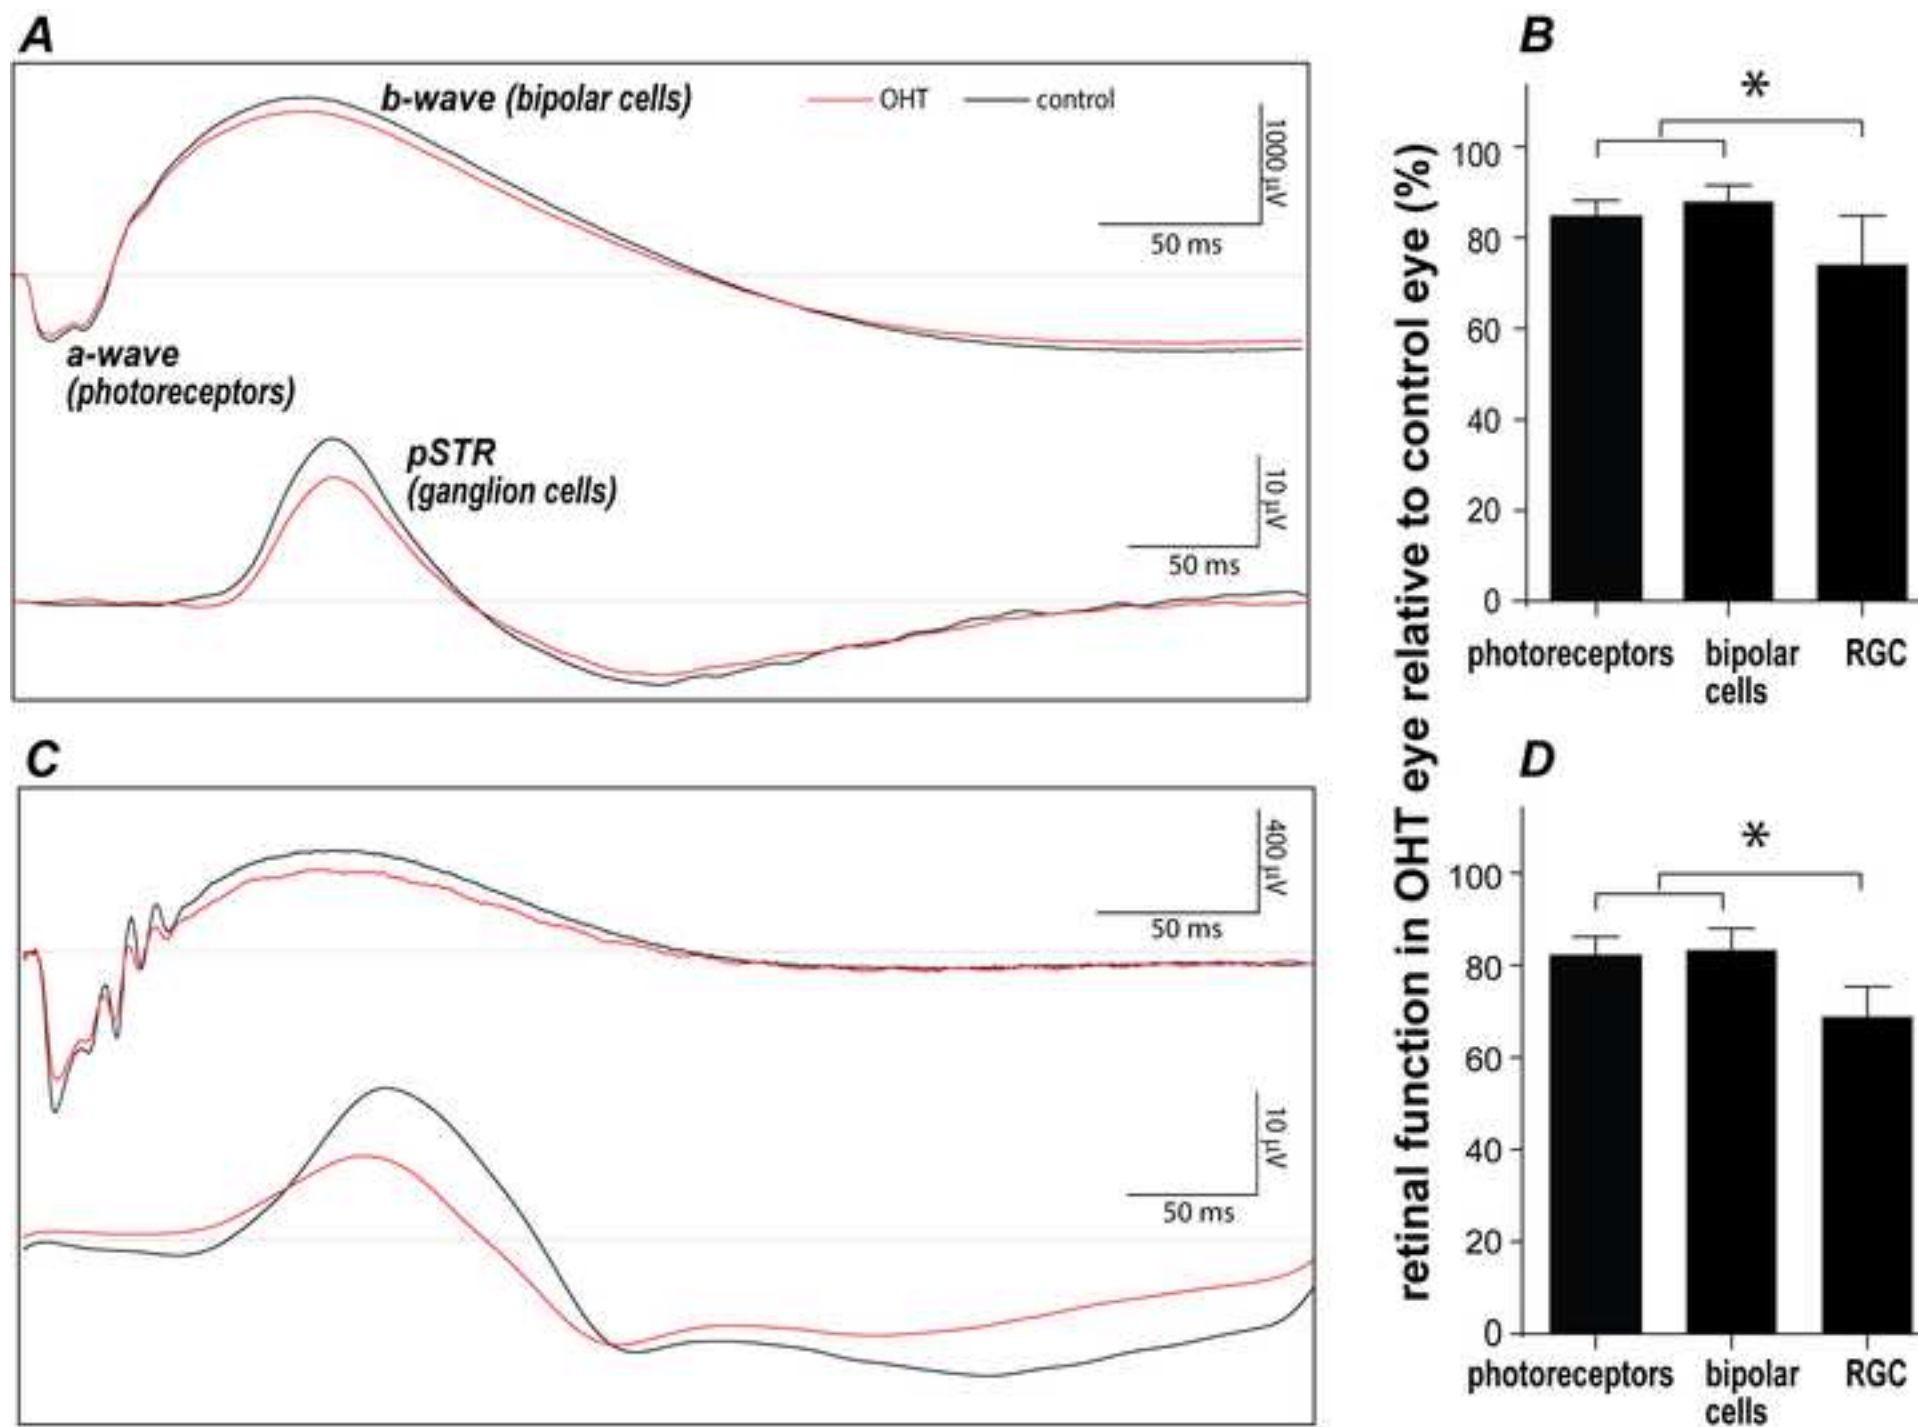 A
b-wave (bipolar cells)
OHT
control
1000 µV
50 ms
a-wave
(photoreceptors)
pSTR
(ganglion cells)
10 µV
50 ms
B
*
retinal function in OHT eye relative to control eye (%)
100
80
60
40
20
0
photoreceptors
bipolar
cells
RGC
C
400 µV
50 ms
10 µV
50 ms
D
*
100
80
60
40
20
0
photoreceptors
bipolar
cells
RGC